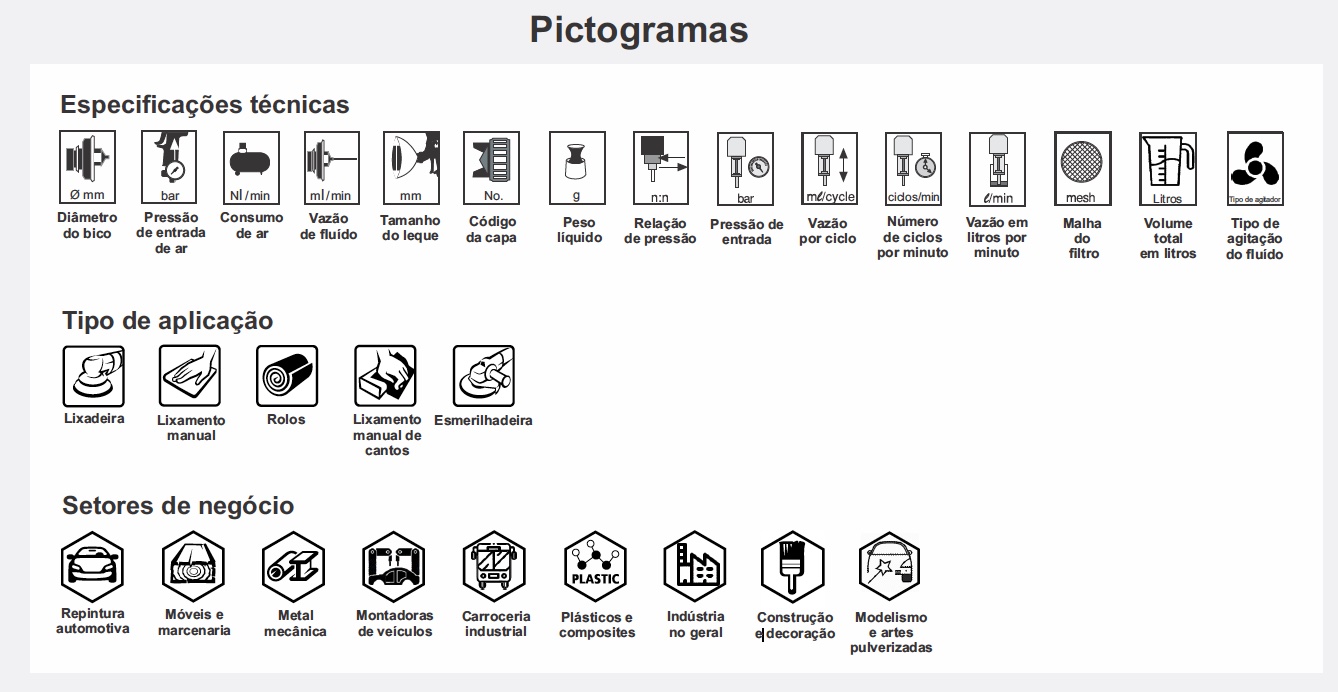 Pictogramas
Especificações técnicas
Ø mm
bar
Nl/min
ml/min
mm
No.
g
n:n
bar
mℓ/cycle
ciclos/min
ℓ/min
mesh
Litros
Tipo de agitador
Diâmetro
do bico
Pressão
de entrada
de ar
Consumo
de ar
Vazão
de fluído
Tamanho
do leque
Código
da capa
Peso
líquido
Relação
de pressão
Pressão de
entrada
Vazão
por ciclo
Número
de ciclos
por minuto
Vazão em
litros por
minuto
Malha
do
filtro
Volume
total
em litros
Tipo de
agitação
do fluído
Tipo de aplicação
Lixadeira
Lixamento
manual
Rolos
Lixamento
manual de
cantos
Esmerilhadeira
Setores de negócio
PLASTIC
Repintura
automotiva
Móveis e
marcenaria
Metal
mecânica
Montadoras
de veículos
Carroceria
industrial
Plásticos e
composites
Indústria
no geral
Construção
e decoração
Modelismo
e artes
pulverizadas